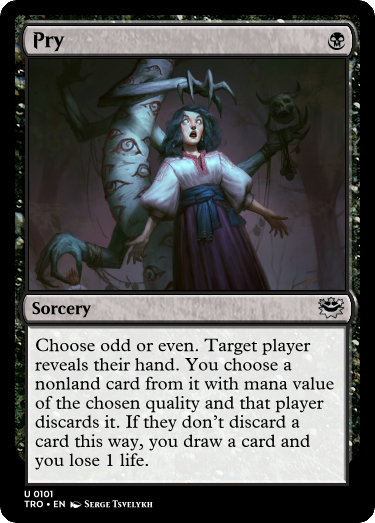 Pry
Sorcery
Choose odd or even. Target player
reveals their hand. You choose a
nonland card from it with mana value
of the chosen quality and that player
discards it. If they don't discard a
card this way, you draw a card and
you lose 1 life.
U 0101
TRO • EN Serge Tsvelykh